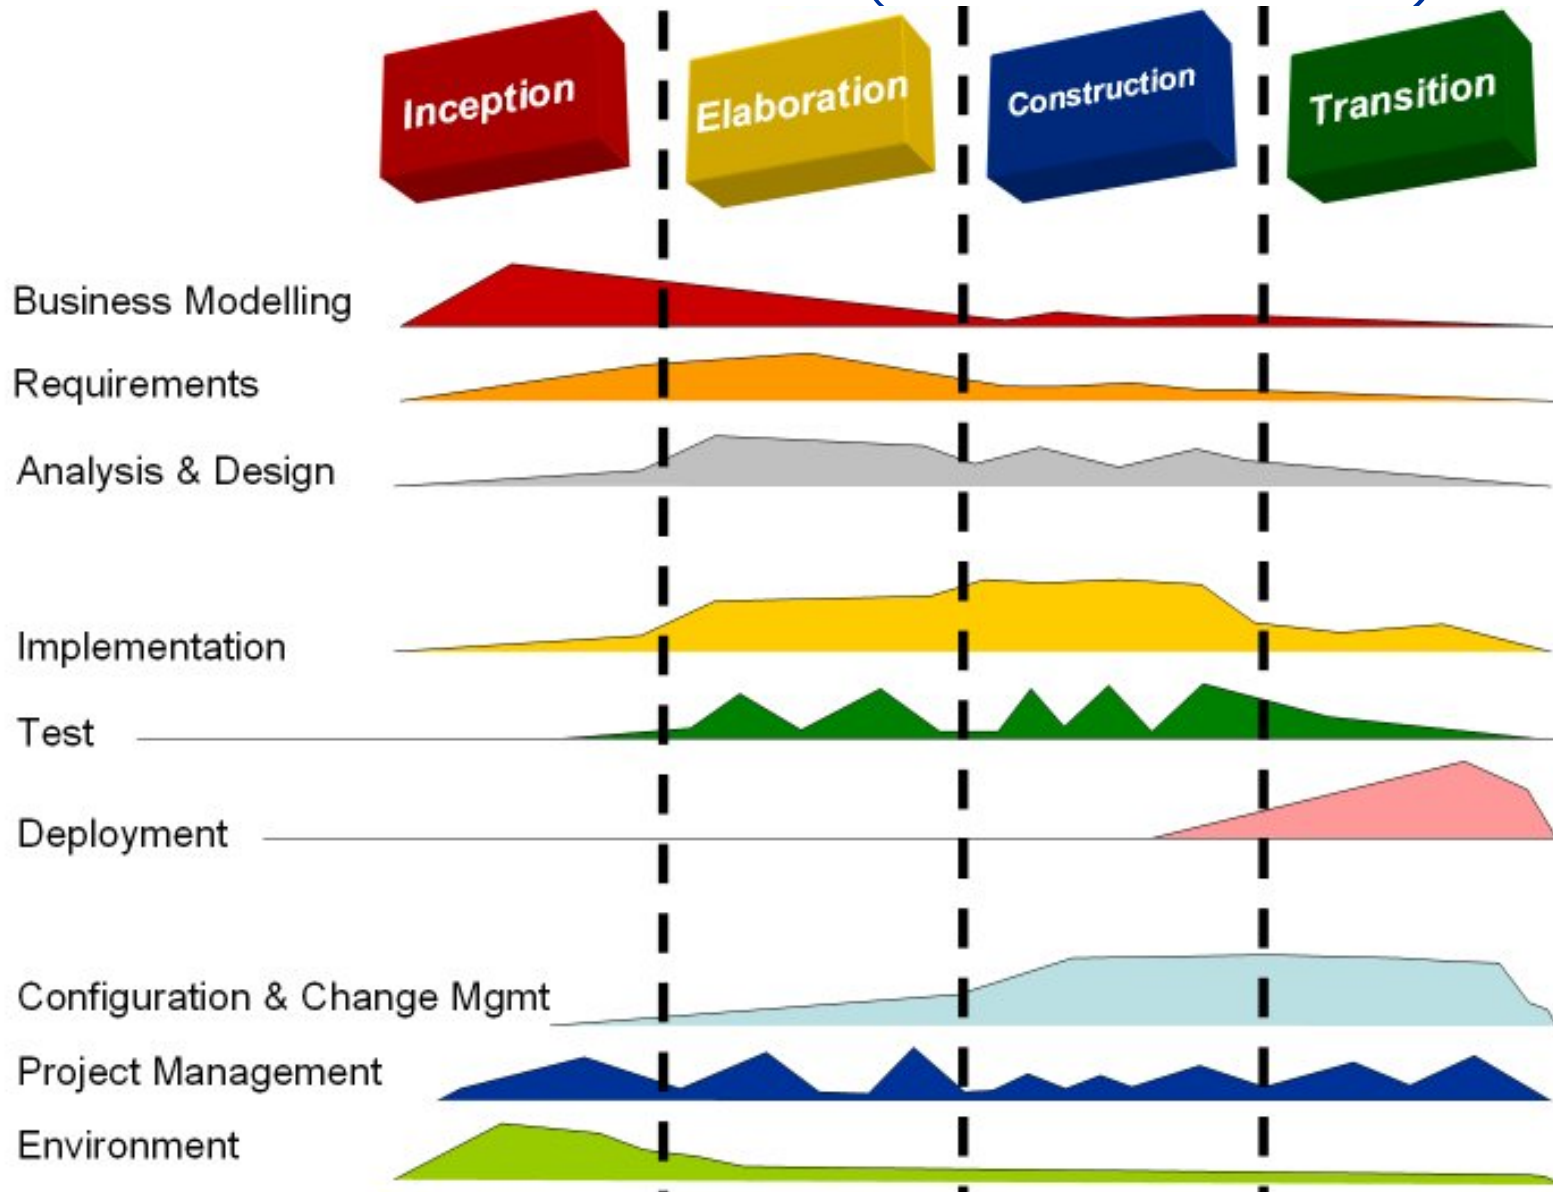 Inception
Elaboration
Construction
Transition
Business Modelling
Requirements
Analysis & Design
Implementation
Test
Deployment
Configuration & Change Mgmt
Project Management
Environment